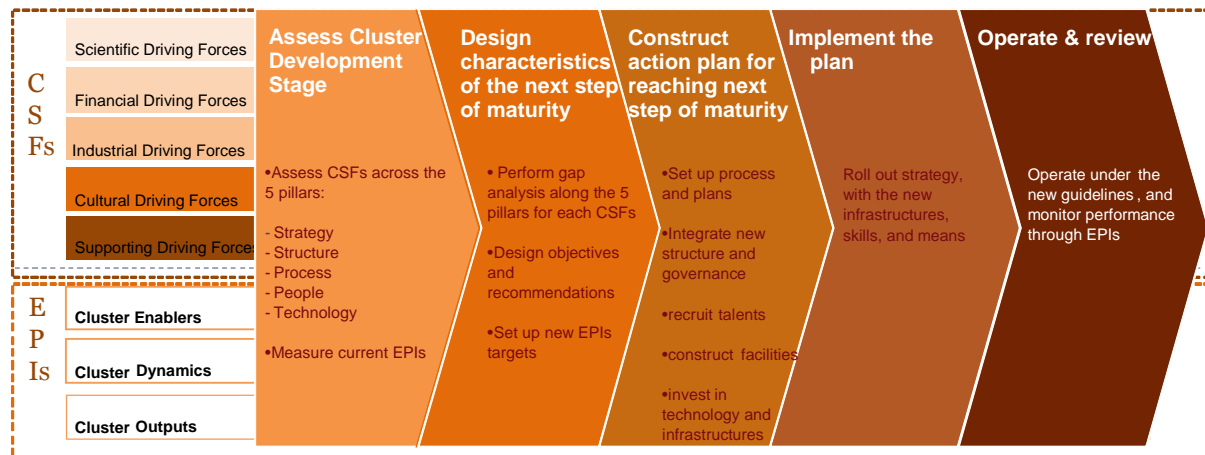 C
S
Fs
Scientific Driving Forces
Financial Driving Forces
Industrial Driving Forces
Cultural Driving Forces
Supporting Driving Forces
E
P
Is
Cluster Enablers
Cluster Dynamics
Cluster Outputs
Assess Cluster
Development
Stage
•Assess CSFs across the
5 pillars:
- Strategy
- Structure
- Process
- People
- Technology
•Measure current EPIs
Design
characteristics
of the next step
of maturity
• Perform gap
analysis along the 5
pillars for each CSFs
•Design objectives
and
recommendations
•Set up new EPIs
targets
Construct
action plan for
reaching next
step of maturity
•Set up process
and plans
•Integrate new
structure and
governance
•recruit talents
•construct facilities
•invest in
technology and
infrastructures
Implement the
plan
Roll out strategy,
with the new
infrastructures,
skills, and means
Operate & review
Operate under the
new guidelines, and
monitor performance
through EPIs